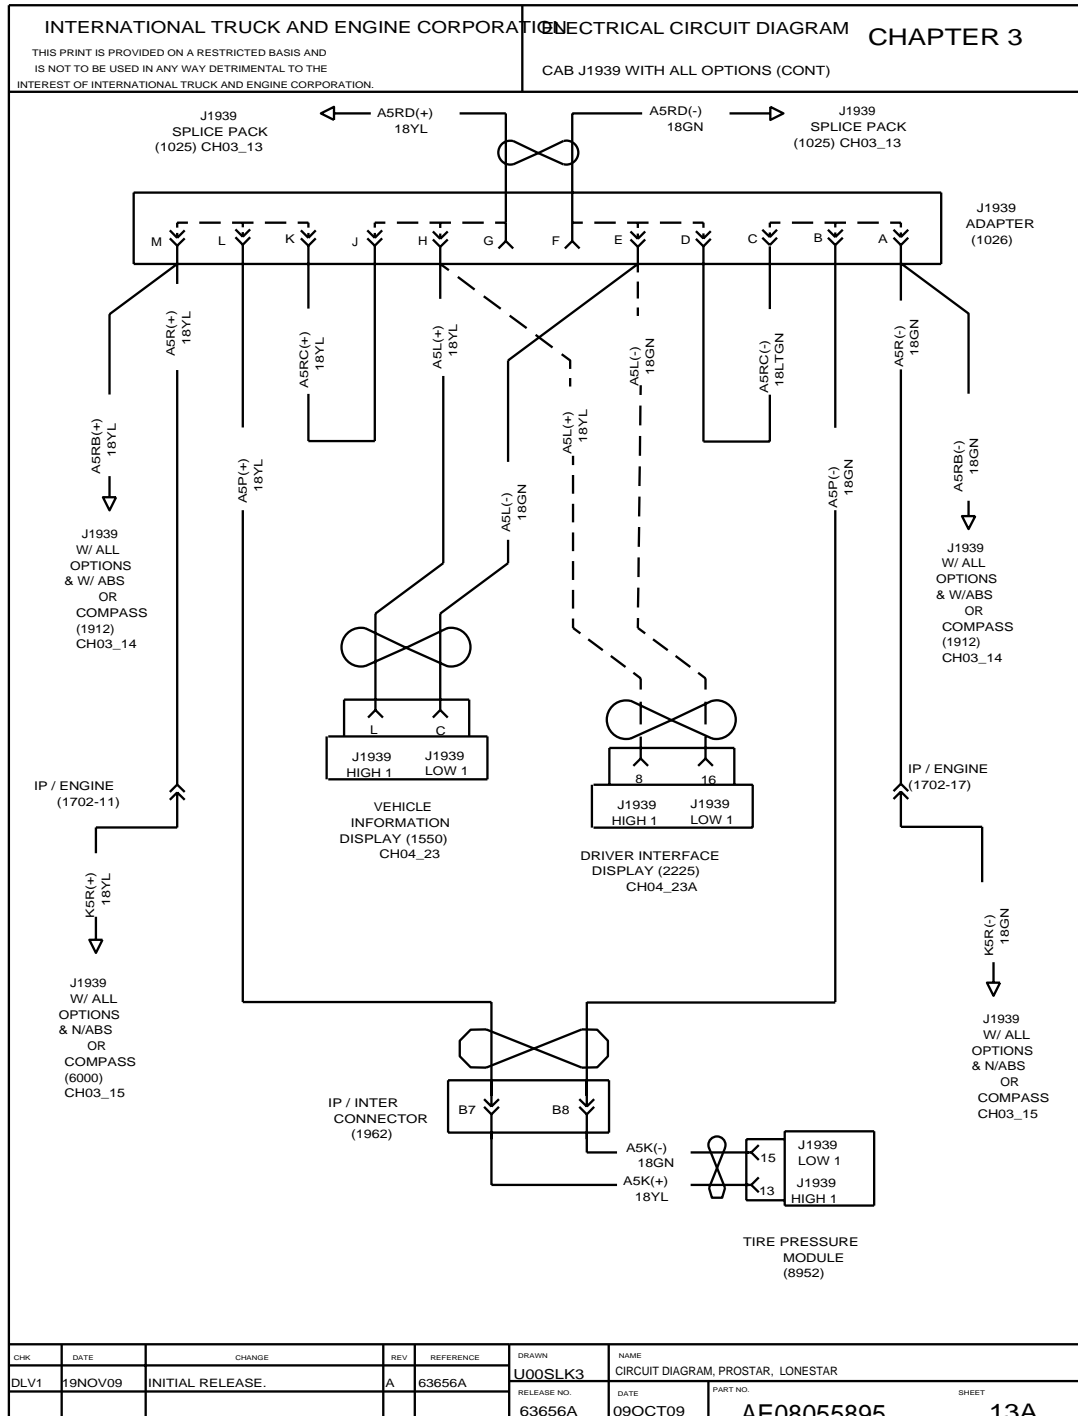 INTERNATIONAL TRUCK AND ENGINE CORPORATION
THIS PRINT IS PROVIDED ON A RESTRICTED BASIS AND
IS NOT TO BE USED IN ANY WAY DETRIMENTAL TO THE
INTEREST OF INTERNATIONAL TRUCK AND ENGINE CORPORATION.
ELECTRICAL CIRCUIT DIAGRAM
CHAPTER 3
CAB J1939 WITH ALL OPTIONS (CONT)
J1939
SPLICE PACK
(1025) CH03_13
A5RD(+)
18YL
A5RD(-)
18GN
J1939
SPLICE PACK
(1025) CH03_13
J1939
ADAPTER
(1026)
M
L
K
J
H
G
F
E
D
C
B
A
A5R(+)
18YL
A5RC(+)
18YL
A5L(+)
18YL
A5L(-)
18GN
A5RC(-)
18LTGN
A5R(-)
18GN
A5RB(+)
18YL
A5P(+)
18YL
A5L(-)
18GN
A5L(+)
18YL
A5P(-)
18GN
A5RB(-)
18GN
J1939
W/ ALL
OPTIONS
& W/ ABS
OR
COMPASS
(1912)
CH03_14
J1939
W/ ALL
OPTIONS
& W/ABS
OR
COMPASS
(1912)
CH03_14
L
C
J1939
HIGH 1
J1939
LOW 1
VEHICLE
INFORMATION
DISPLAY (1550)
CH04_23
8
16
J1939
HIGH 1
J1939
LOW 1
DRIVER INTERFACE
DISPLAY (2225)
CH04_23A
IP / ENGINE
(1702-11)
IP / ENGINE
(1702-17)
K5R(+)
18YL
K5R(-)
18GN
J1939
W/ ALL
OPTIONS
& N/ABS
OR
COMPASS
(6000)
CH03_15
J1939
W/ ALL
OPTIONS
& N/ABS
OR
COMPASS
CH03_15
IP / INTER
CONNECTOR
(1962)
B7
B8
A5K(-)
18GN
A5K(+)
18YL
15
13
J1939
LOW 1
J1939
HIGH 1
TIRE PRESSURE
MODULE
(8952)
CHK
DATE
CHANGE
REV
REFERENCE
DLV1
19NOV09
INITIAL RELEASE.
A
63656A
DRAWN
U00SLK3
NAME
CIRCUIT DIAGRAM, PROSTAR, LONESTAR
RELEASE NO.
63656A
DATE
09OCT09
PART NO.
AE08055895
SHEET
13A